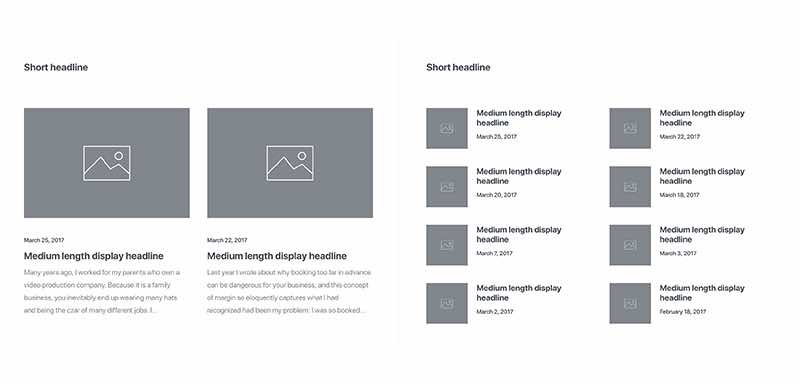 Short headline
March 25, 2017
Medium length display headline
Many years ago, I worked for my parents who own a
video production company. Because it is a family
business, you inevitably end up wearing many hats
and being the czar of many different jobs. I...
March 22, 2017
Medium length display headline
Last year I wrote about why booking too far in advance
can be dangerous for your business, and this concept
of margin so eloquently captures what I had
recognized had been my problem: I was so booked...
Short headline
Medium length display
headline
March 25, 2017
Medium length display
headline
March 22, 2017
Medium length display
headline
March 20, 2017
Medium length display
headline
March 18, 2017
Medium length display
headline
March 7, 2017
Medium length display
headline
March 3, 2017
Medium length display
headline
March 2, 2017
Medium length display
headline
February 18, 2017